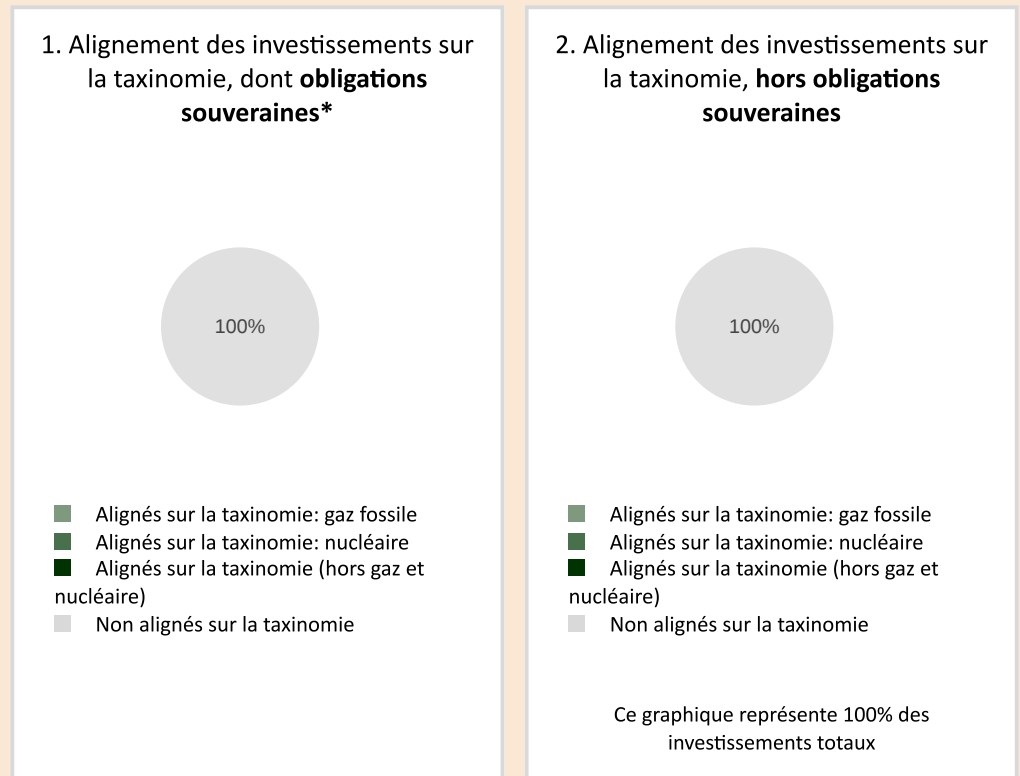 1. Alignement des investissements sur
la taxinomie, dont obligations
souveraines*
100%
Alignés sur la taxinomie: gaz fossile
Alignés sur la taxinomie: nucléaire
Alignés sur la taxinomie (hors gaz et
nucléaire)
Non alignés sur la taxinomie
2. Alignement des investissements sur
la taxinomie, hors obligations
souveraines
100%
Alignés sur la taxinomie: gaz fossile
Alignés sur la taxinomie: nucléaire
Alignés sur la taxinomie (hors gaz et
nucléaire)
Non alignés sur la taxinomie
Ce graphique représente 100% des
investissements totaux